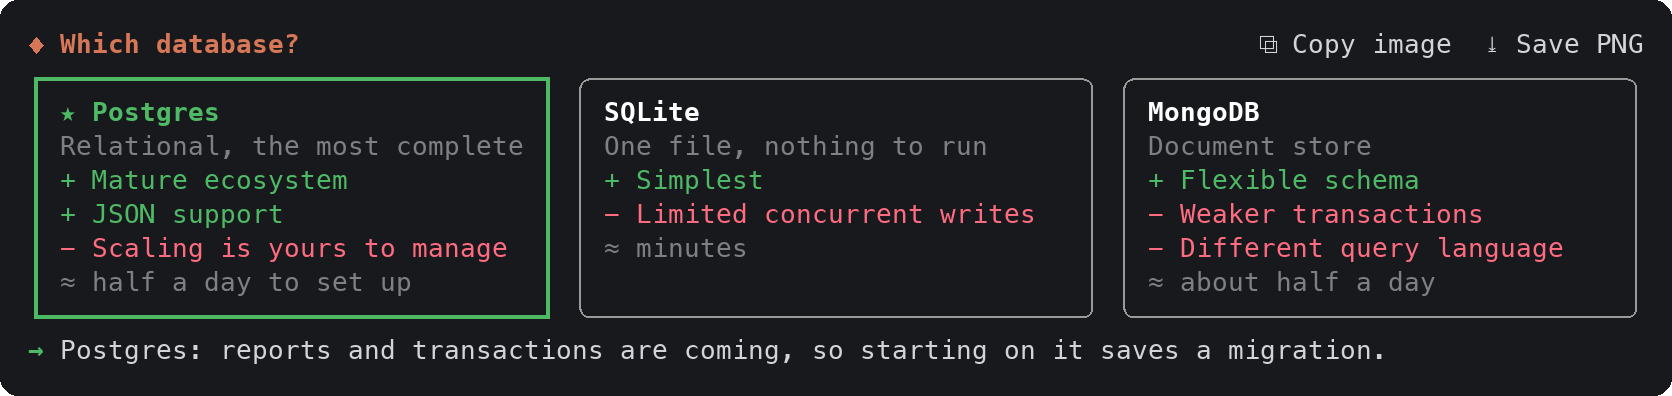 ♦ Which database?
⧉ Copy image ⤓ Save PNG
★ Postgres
Relational, the most complete
+ Mature ecosystem
+ JSON support
− Scaling is yours to manage
≈ half a day to set up
SQLite
One file, nothing to run
+ Simplest
− Limited concurrent writes
≈ minutes
MongoDB
Document store
+ Flexible schema
− Weaker transactions
− Different query language
≈ about half a day
→ Postgres: reports and transactions are coming, so starting on it saves a migration.